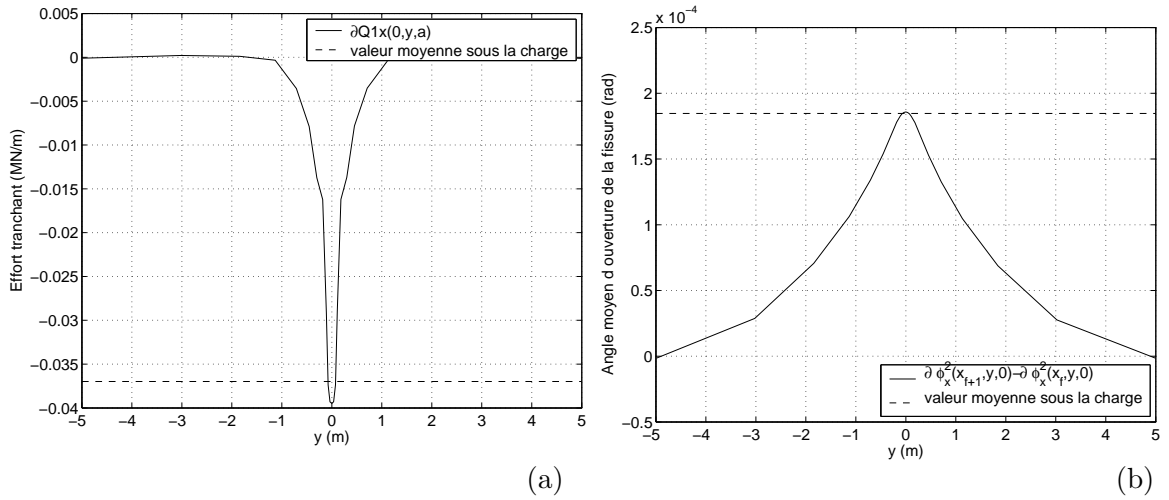 0.005
0
−0.005
−0.01
−0.015
−0.02
−0.025
−0.03
−0.035
−0.04
Effort tranchant (MN/m)
−5 −4 −3 −2 −1 0 1 2 3 4 5
y (m)
∂Q1x(0,y,a)
valeur moyenne sous la charge
(a)
x 10⁻⁴
2.5
2
1.5
1
0.5
0
−0.5
Angle moyen d ouverture de la fissure (rad)
−5 −4 −3 −2 −1 0 1 2 3 4 5
y (m)
∂ ϕₓ²(x_{f+1},y,0)−∂ ϕₓ²(x_f,y,0)
valeur moyenne sous la charge
(b)